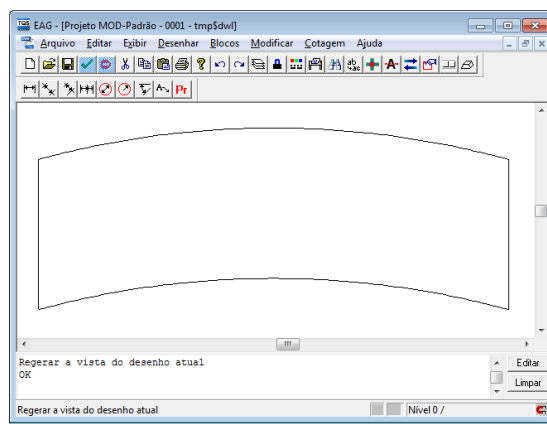 TQS EAG - [Projeto MOD-Padrão - 0001 - tmp$dwl]
Arquivo Editar Exibir Desenhar Blocos Modificar Cotagem Ajuda
Pr
Regerar a vista do desenho atual
OK
Editar
Limpar
Regerar a vista do desenho atual
Nível 0 /